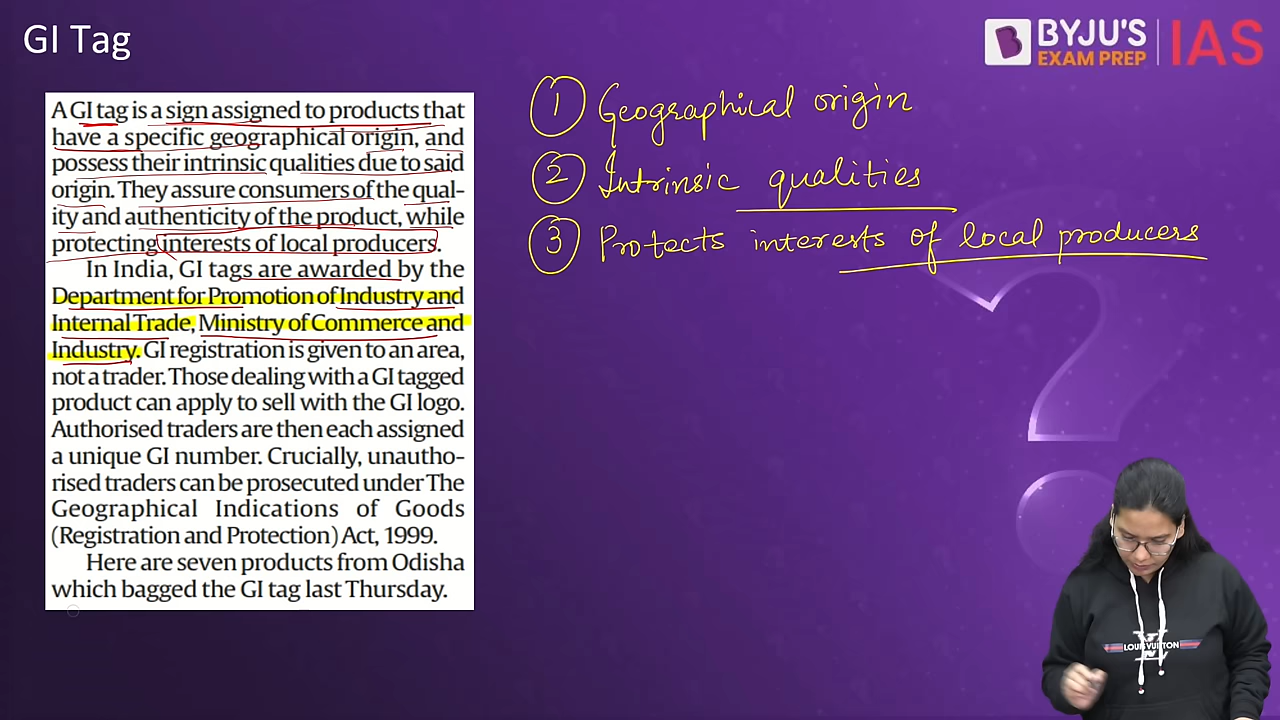 GI Tag
BYJU'S
EXAM PREP
IAS
A GI tag is a sign assigned to products that
have a specific geographical origin, and
possess their intrinsic qualities due to said
origin. They assure consumers of the qual-
ity and authenticity of the product, while
protecting interests of local producers.
In India, GI tags are awarded by the
Department for Promotion of Industry and
Internal Trade, Ministry of Commerce and
Industry. GI registration is given to an area,
not a trader. Those dealing with a GI tagged
product can apply to sell with the GI logo.
Authorised traders are then each assigned
a unique GI number. Crucially, unautho-
rised traders can be prosecuted under The
Geographical Indications of Goods
(Registration and Protection) Act, 1999.
Here are seven products from Odisha
which bagged the GI tag last Thursday.
1 Geographical origin
2 Intrinsic qualities
3 Protects interests of local producers
LOUIS VUITTON